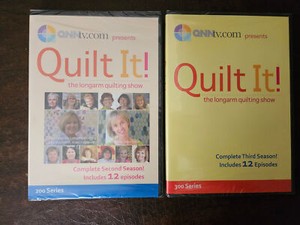 QNNtv.com presents:
Quilt It!
the longarm quilting show
Complete Second Season!
Includes 12 Episodes
200 Series
QNNtv.com presents:
Quilt It!
the longarm quilting show
Complete Third Season!
Includes 12 Episodes
300 Series